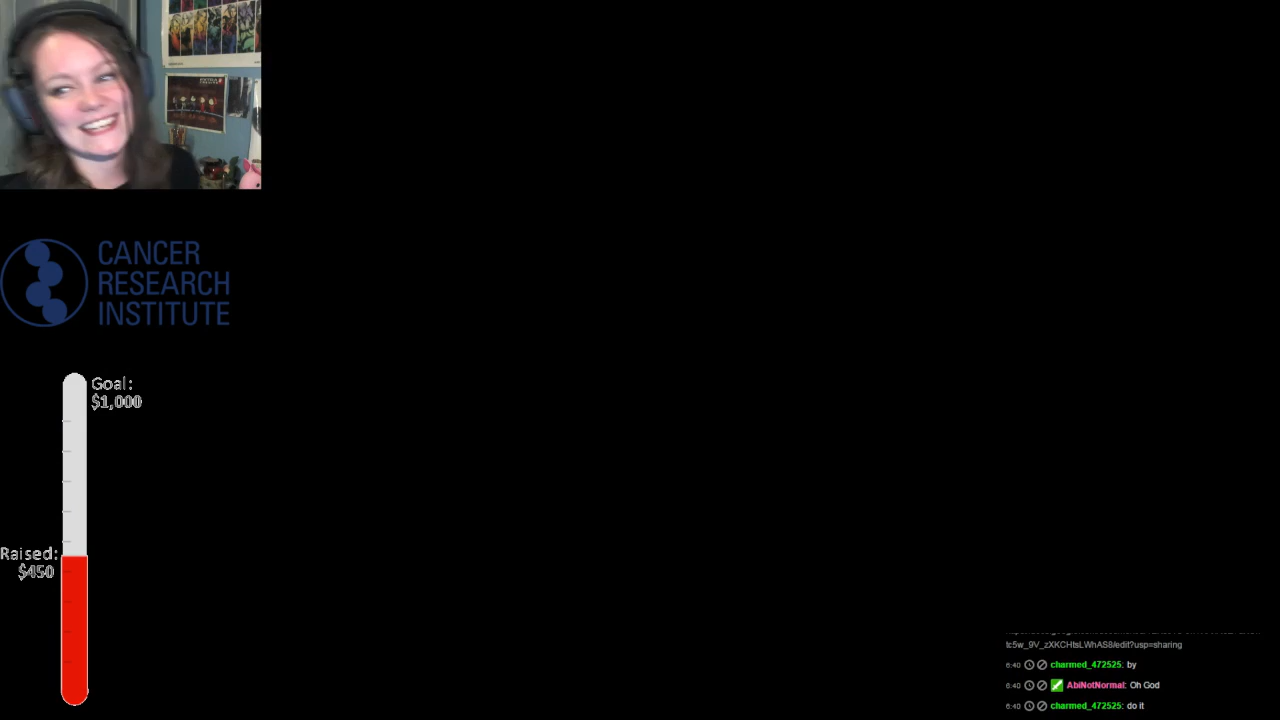 CANCER
RESEARCH
INSTITUTE
Goal:
$1,000
Raised:
$450
tc5w_9V_zXKCHtsLWhAS8/edit?usp=sharing
6:40 charmed_472525: by
6:40 AbiNotNormal: Oh God
6:40 charmed_472525: do it